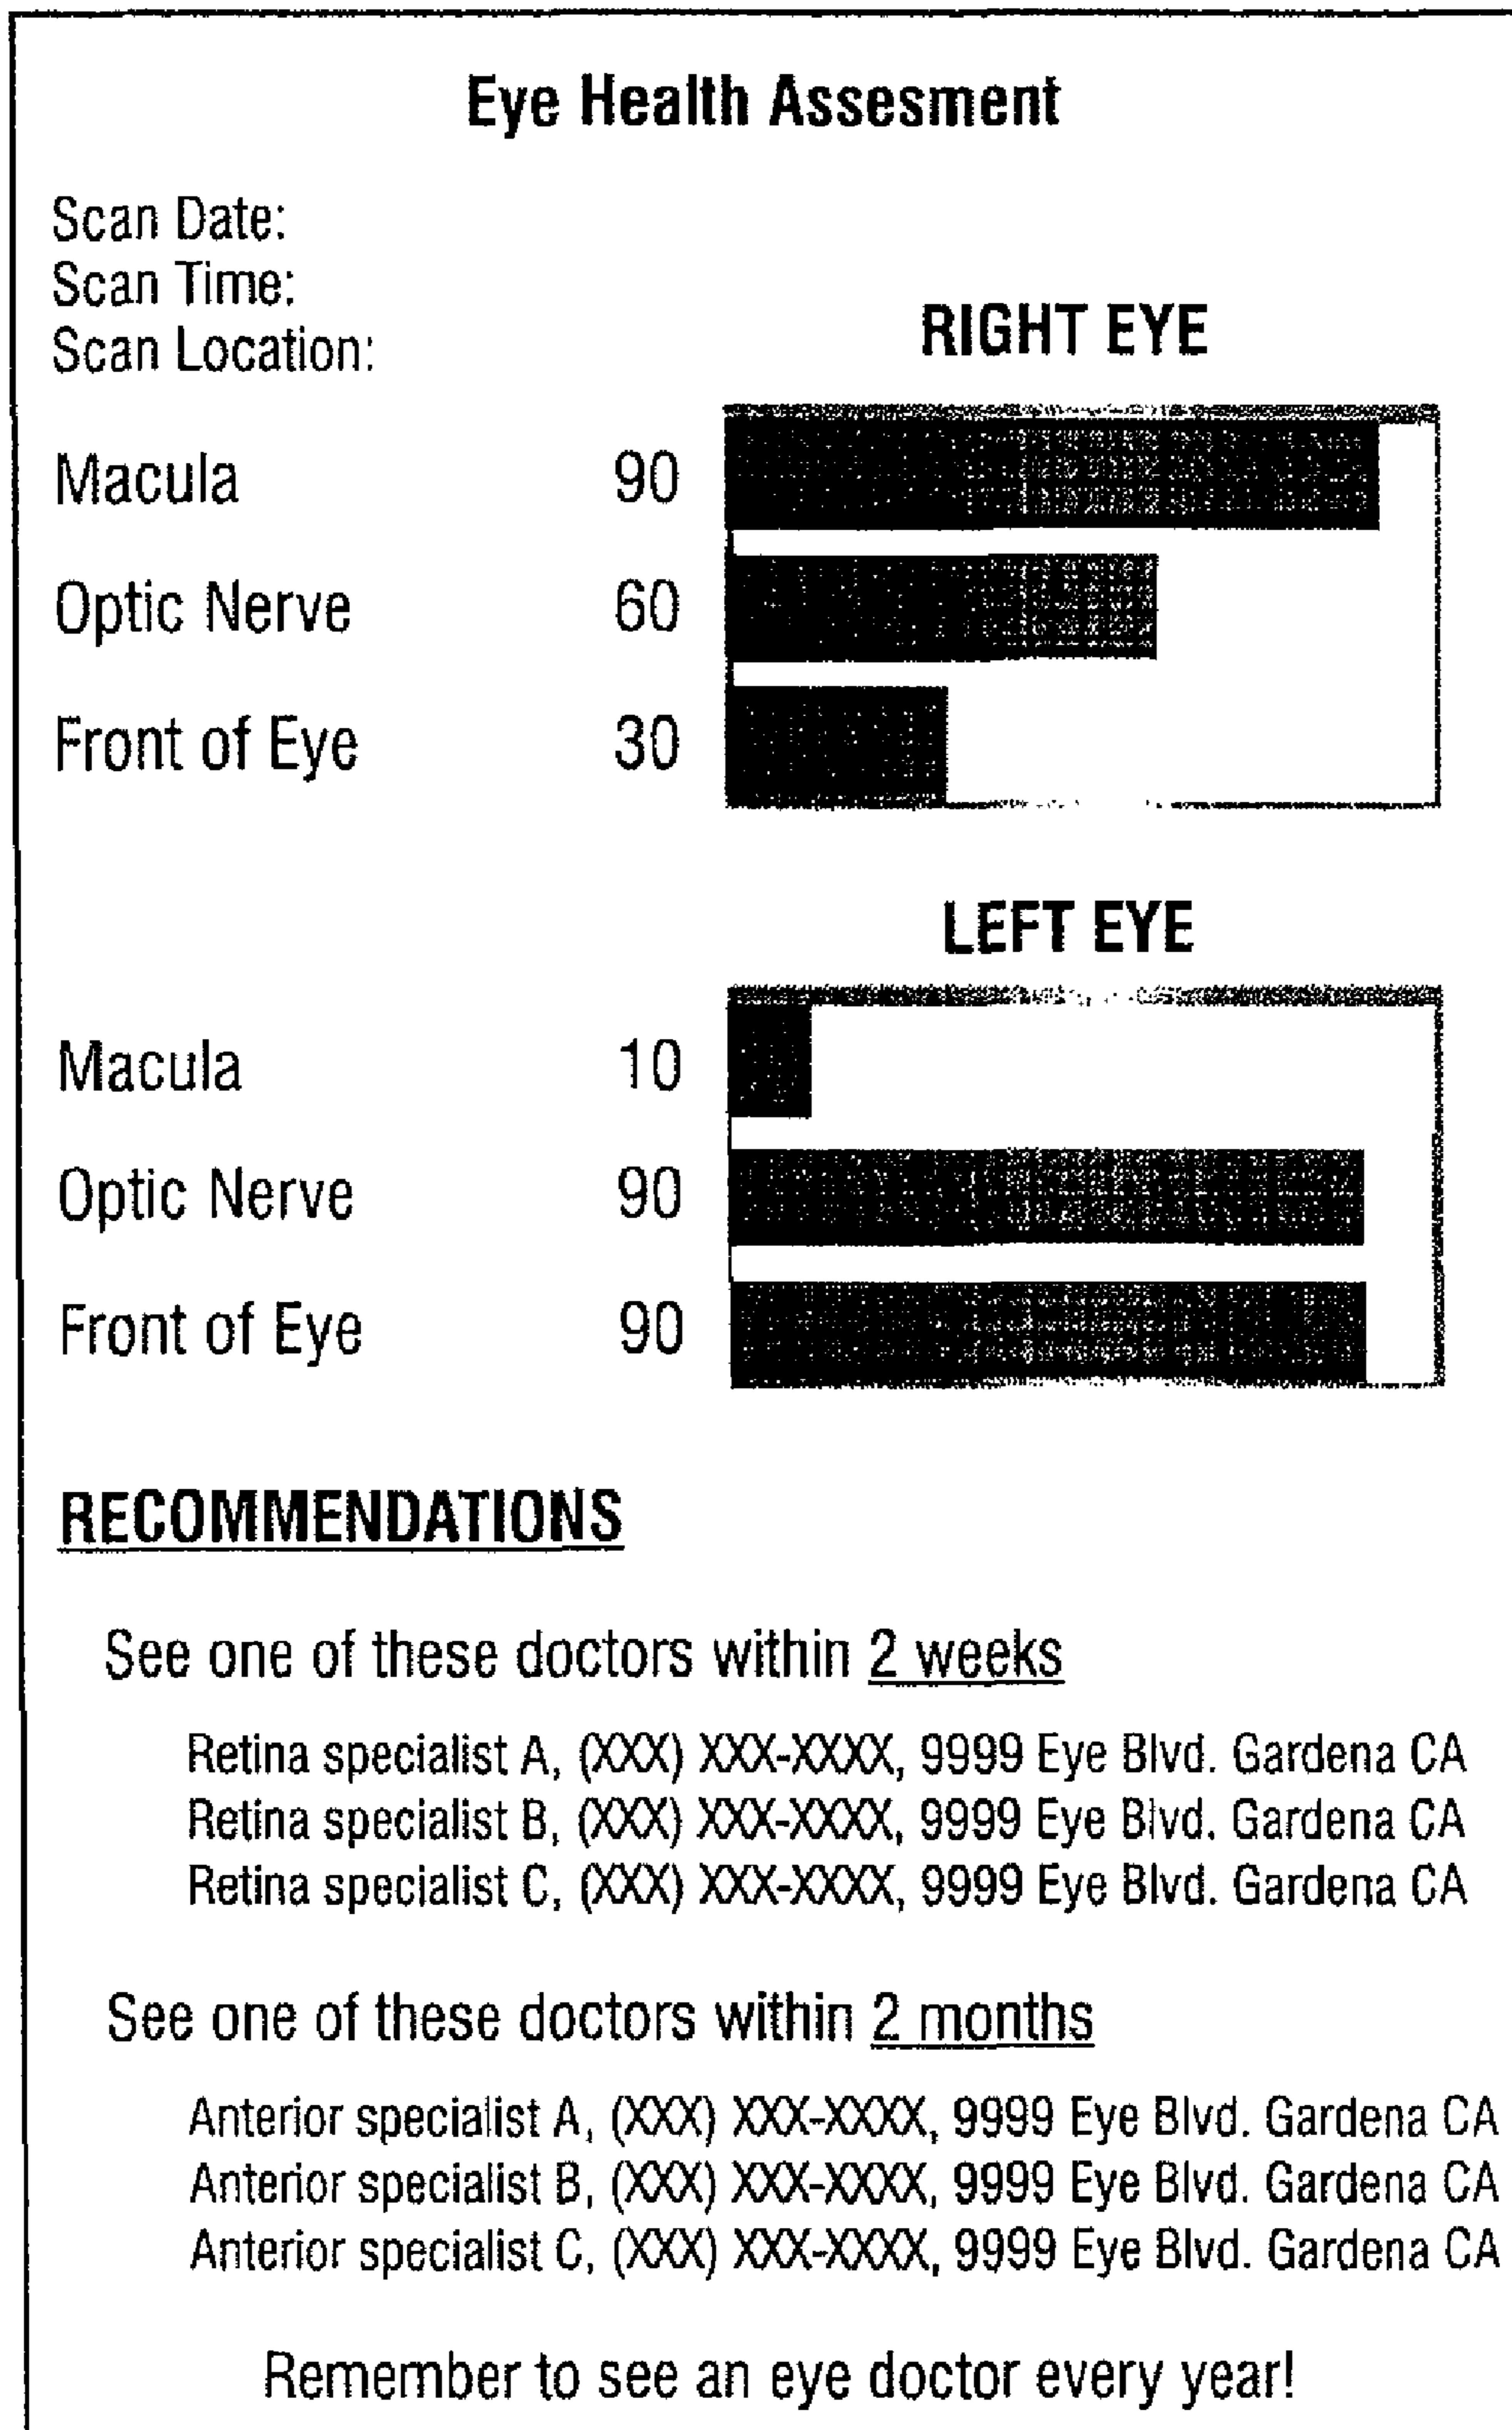 Eye Health Assesment
Scan Date:
Scan Time:
Scan Location:
RIGHT EYE
Macula 90
Optic Nerve 60
Front of Eye 30
LEFT EYE
Macula 10
Optic Nerve 90
Front of Eye 90
RECOMMENDATIONS
See one of these doctors within 2 weeks
Retina specialist A, (XXX) XXX-XXXX, 9999 Eye Blvd. Gardena CA
Retina specialist B, (XXX) XXX-XXXX, 9999 Eye Blvd. Gardena CA
Retina specialist C, (XXX) XXX-XXXX, 9999 Eye Blvd. Gardena CA
See one of these doctors within 2 months
Anterior specialist A, (XXX) XXX-XXXX, 9999 Eye Blvd. Gardena CA
Anterior specialist B, (XXX) XXX-XXXX, 9999 Eye Blvd. Gardena CA
Anterior specialist C, (XXX) XXX-XXXX, 9999 Eye Blvd. Gardena CA
Remember to see an eye doctor every year!